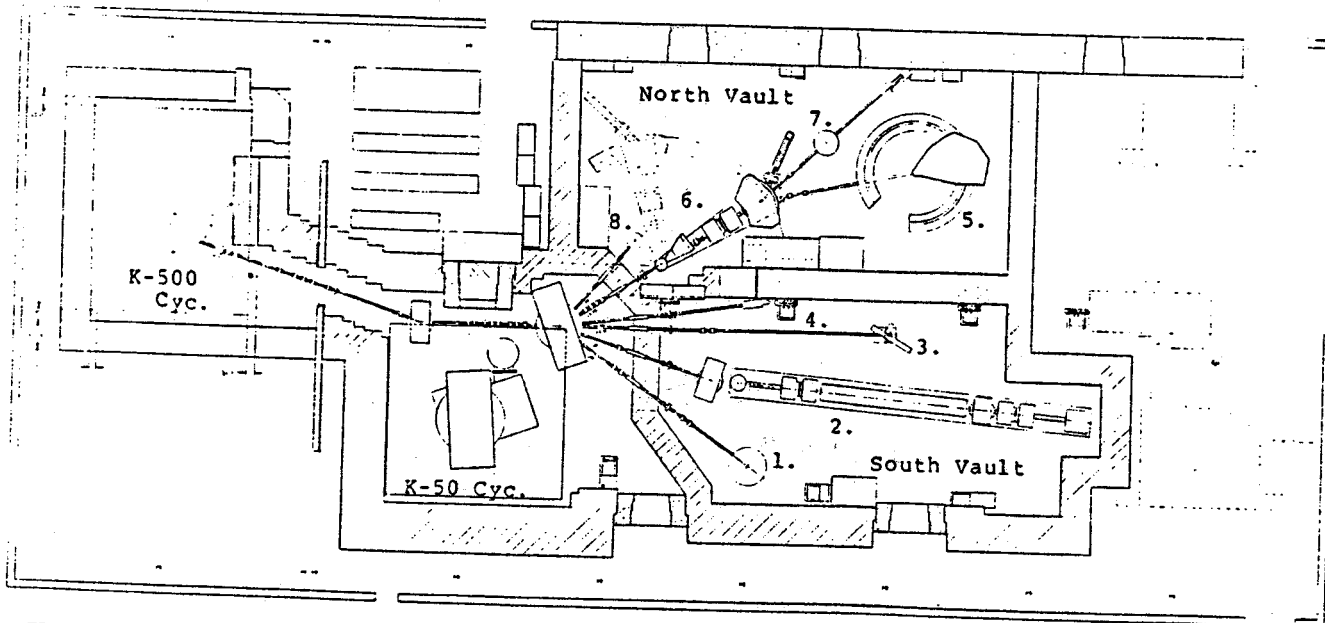 North Vault
7.
6.
8.
5.
K-500
Cyc.
4.
3.
2.
1.
South Vault
K-50 Cyc.